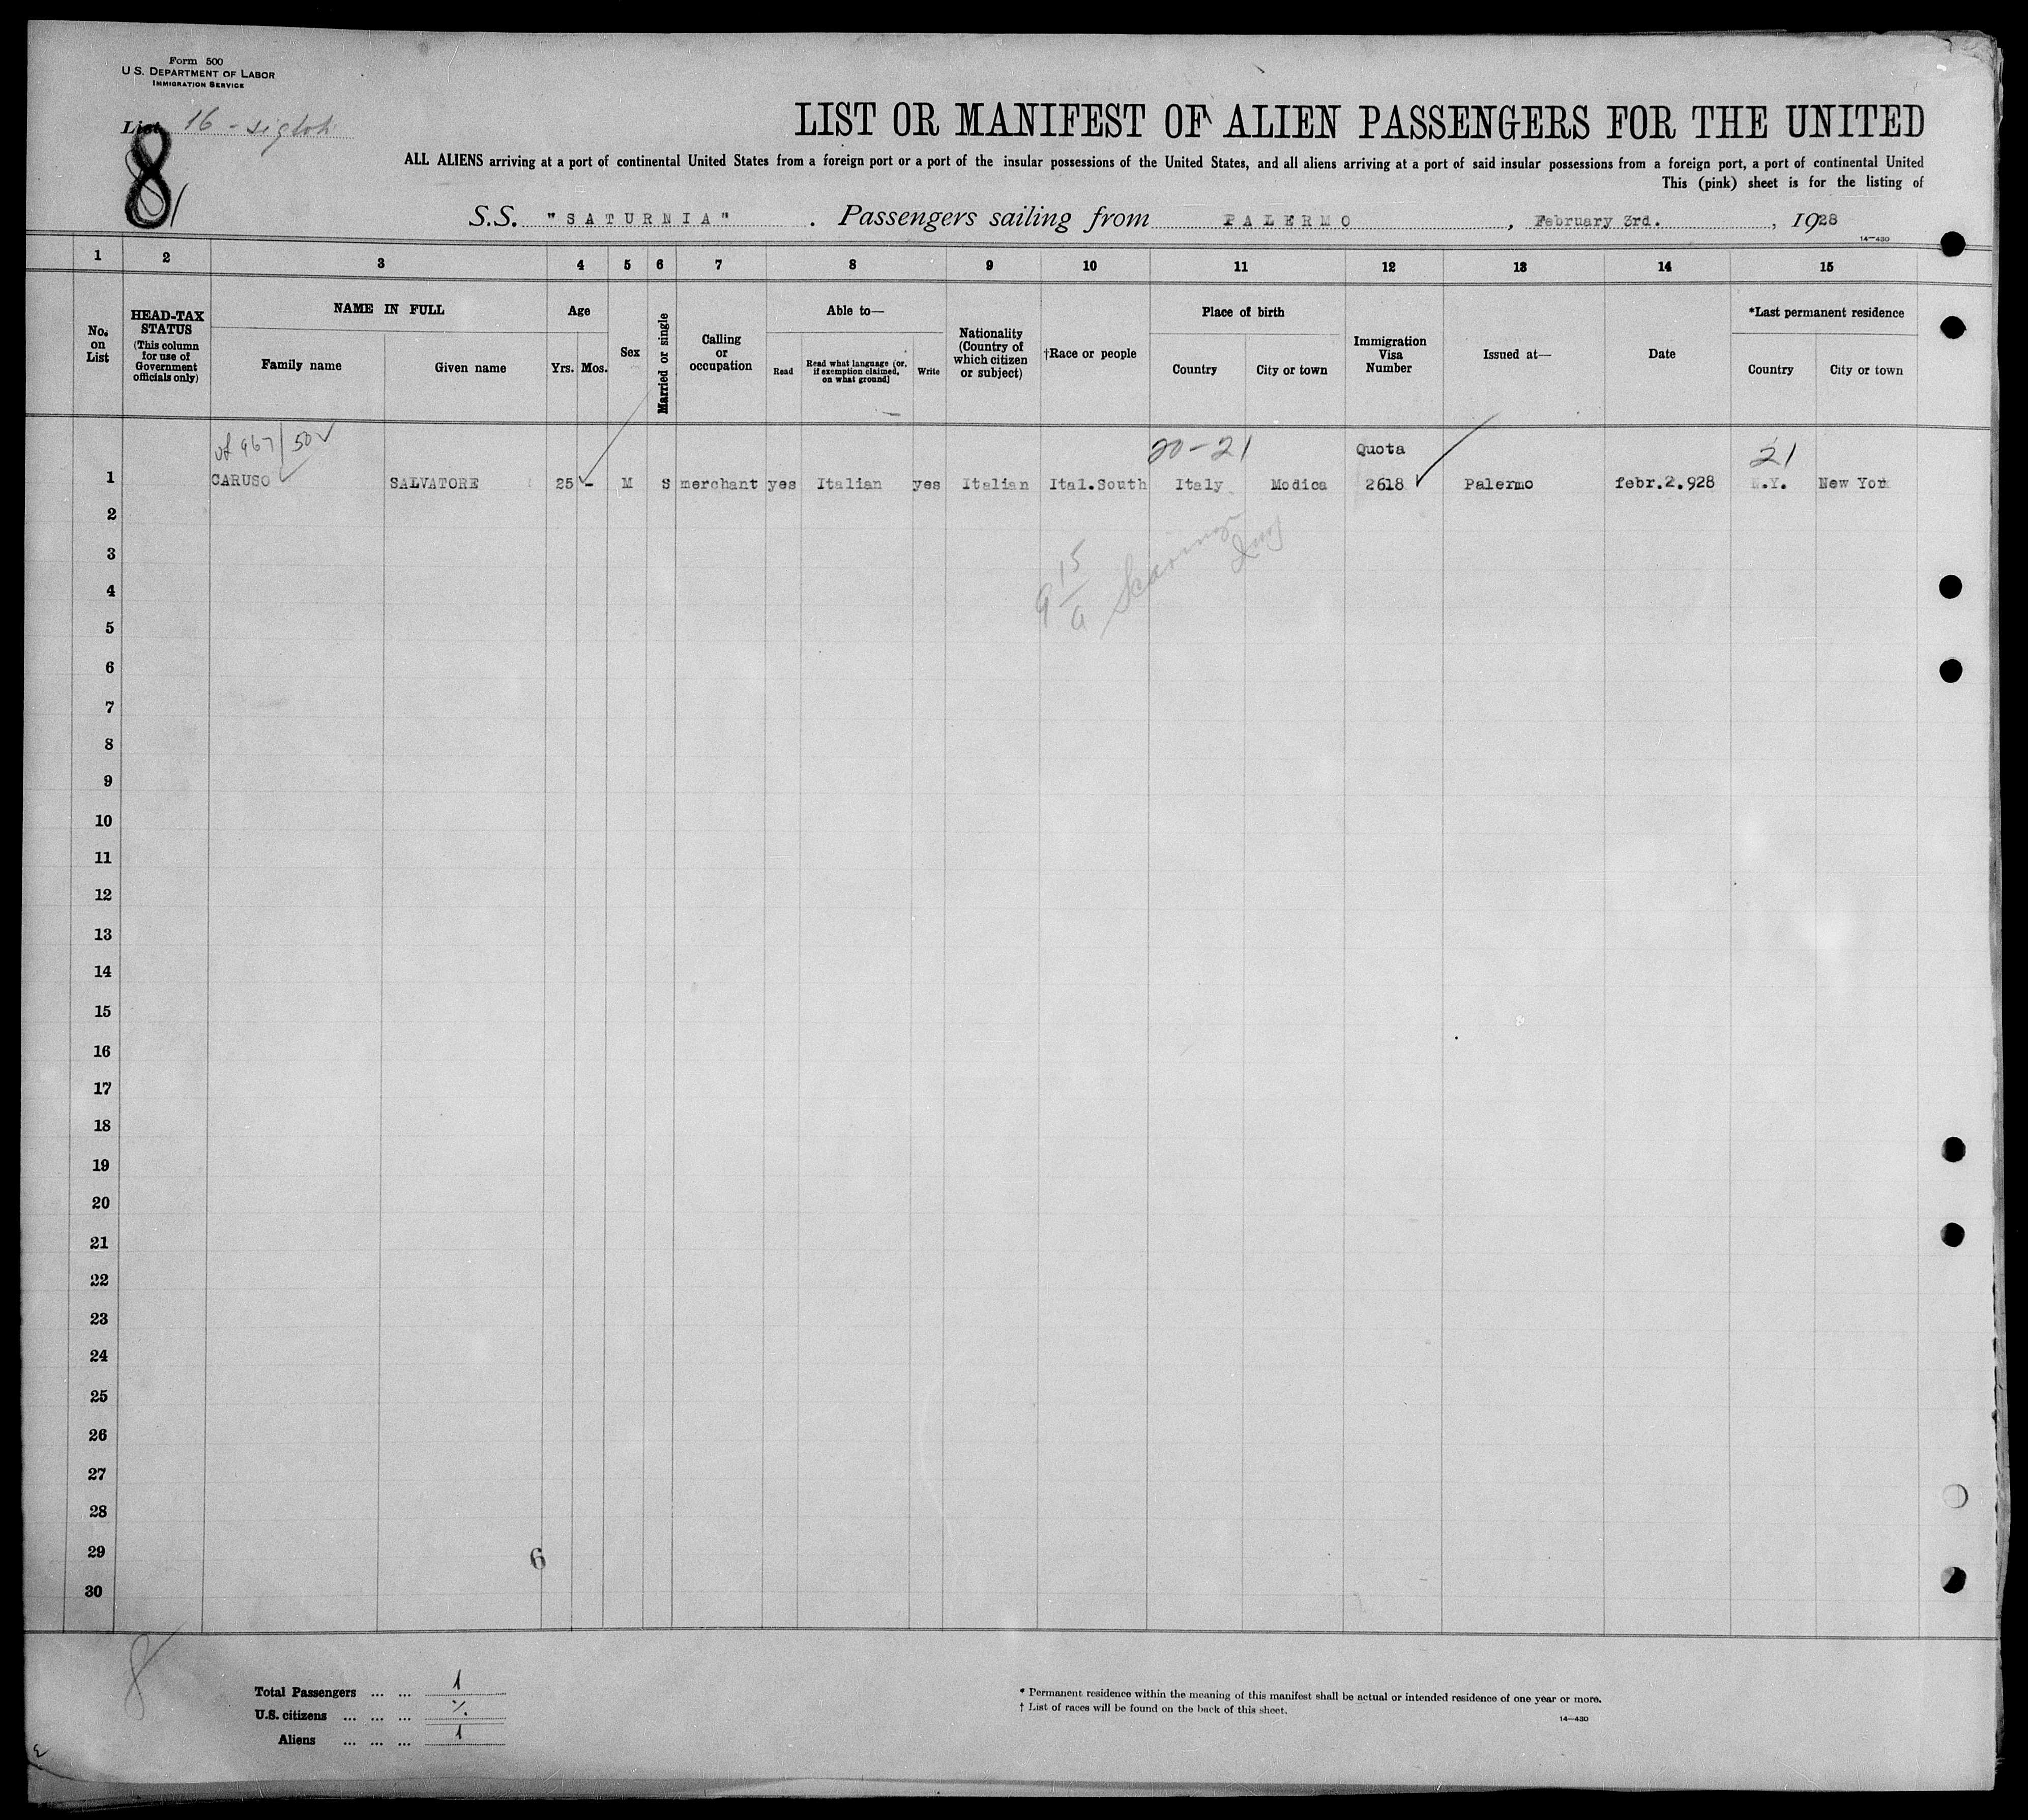 Form 500
U.S. DEPARTMENT OF LABOR
IMMIGRATION SERVICE
List 16 -
8
1
LIST OR MANIFEST OF ALIEN PASSENGERS FOR THE UNITED
ALL ALIENS arriving at a port of continental United States from a foreign port or a port of the insular possessions of the United States, and all aliens arriving at a port of said insular possessions from a foreign port, a port of continental United
This (pink) sheet is for the listing of
S.S. "SATURNIA" . Passengers sailing from PALERMO , February 3rd. , 1928
14—430
1 2 3 4 5 6 7 8 9 10 11 12 13 14 15
No. on List
HEAD-TAX STATUS (This column for use of Government officials only)
NAME IN FULL
Family name Given name
Age
Yrs. Mos.
Sex
Married or single
Calling or occupation
Able to—
Read Read what language (or, if exemption claimed, on what ground) Write
Nationality (Country of which citizen or subject)
†Race or people
Place of birth
Country City or town
Immigration Visa Number
Issued at—
Date
*Last permanent residence
Country City or town
967/50 20-21 Quota 21
1 CARUSO SALVATORE 25 - M S merchant yes Italian yes Italian Ital.South Italy Modica 2618 Palermo febr.2.928 N.Y. New Yor
2
3
4
5
6
7
8
9
10
11
12
13
14
15
16
17
18
19
20
21
22
23
24
25
26
27
28
29
6
30
8
Total Passengers ... ... 1
U.S. citizens ... ... ...
Aliens ... ... ... 1
* Permanent residence within the meaning of this manifest shall be actual or intended residence of one year or more.
† List of races will be found on the back of this sheet.
14—430